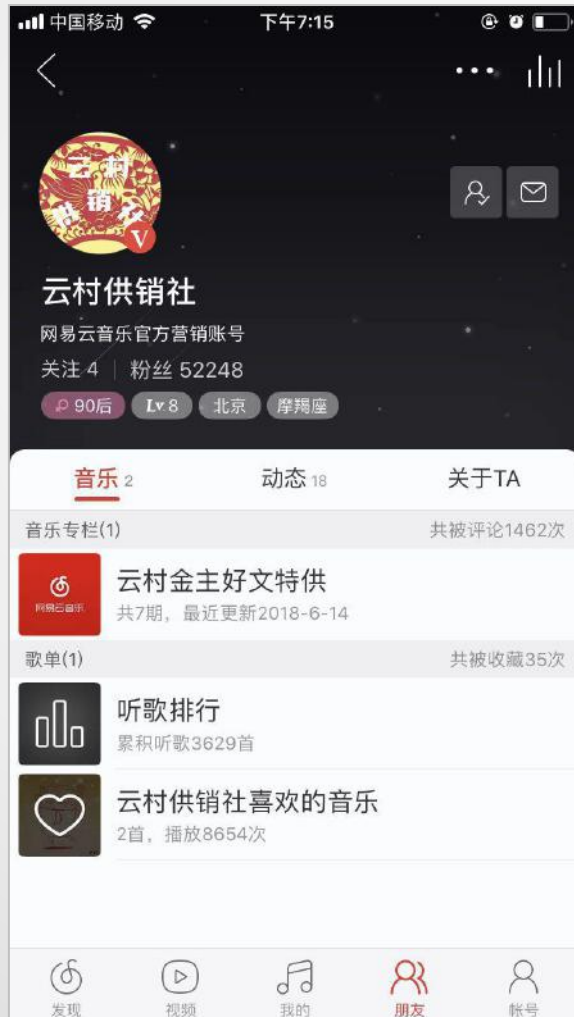 中国移动 下午7:15
云村
供销社
V
云村供销社
网易云音乐官方营销账号
关注 4 | 粉丝 52248
90后 Lv.8 北京 摩羯座
音乐 2 动态 18 关于TA
音乐专栏(1) 共被评论1462次
网易云音乐
云村金主好文特供
共7期，最近更新2018-6-14
歌单(1) 共被收藏35次
听歌排行
累积听歌3629首
云村供销社喜欢的音乐
2首，播放8654次
发现 视频 我的 朋友 帐号